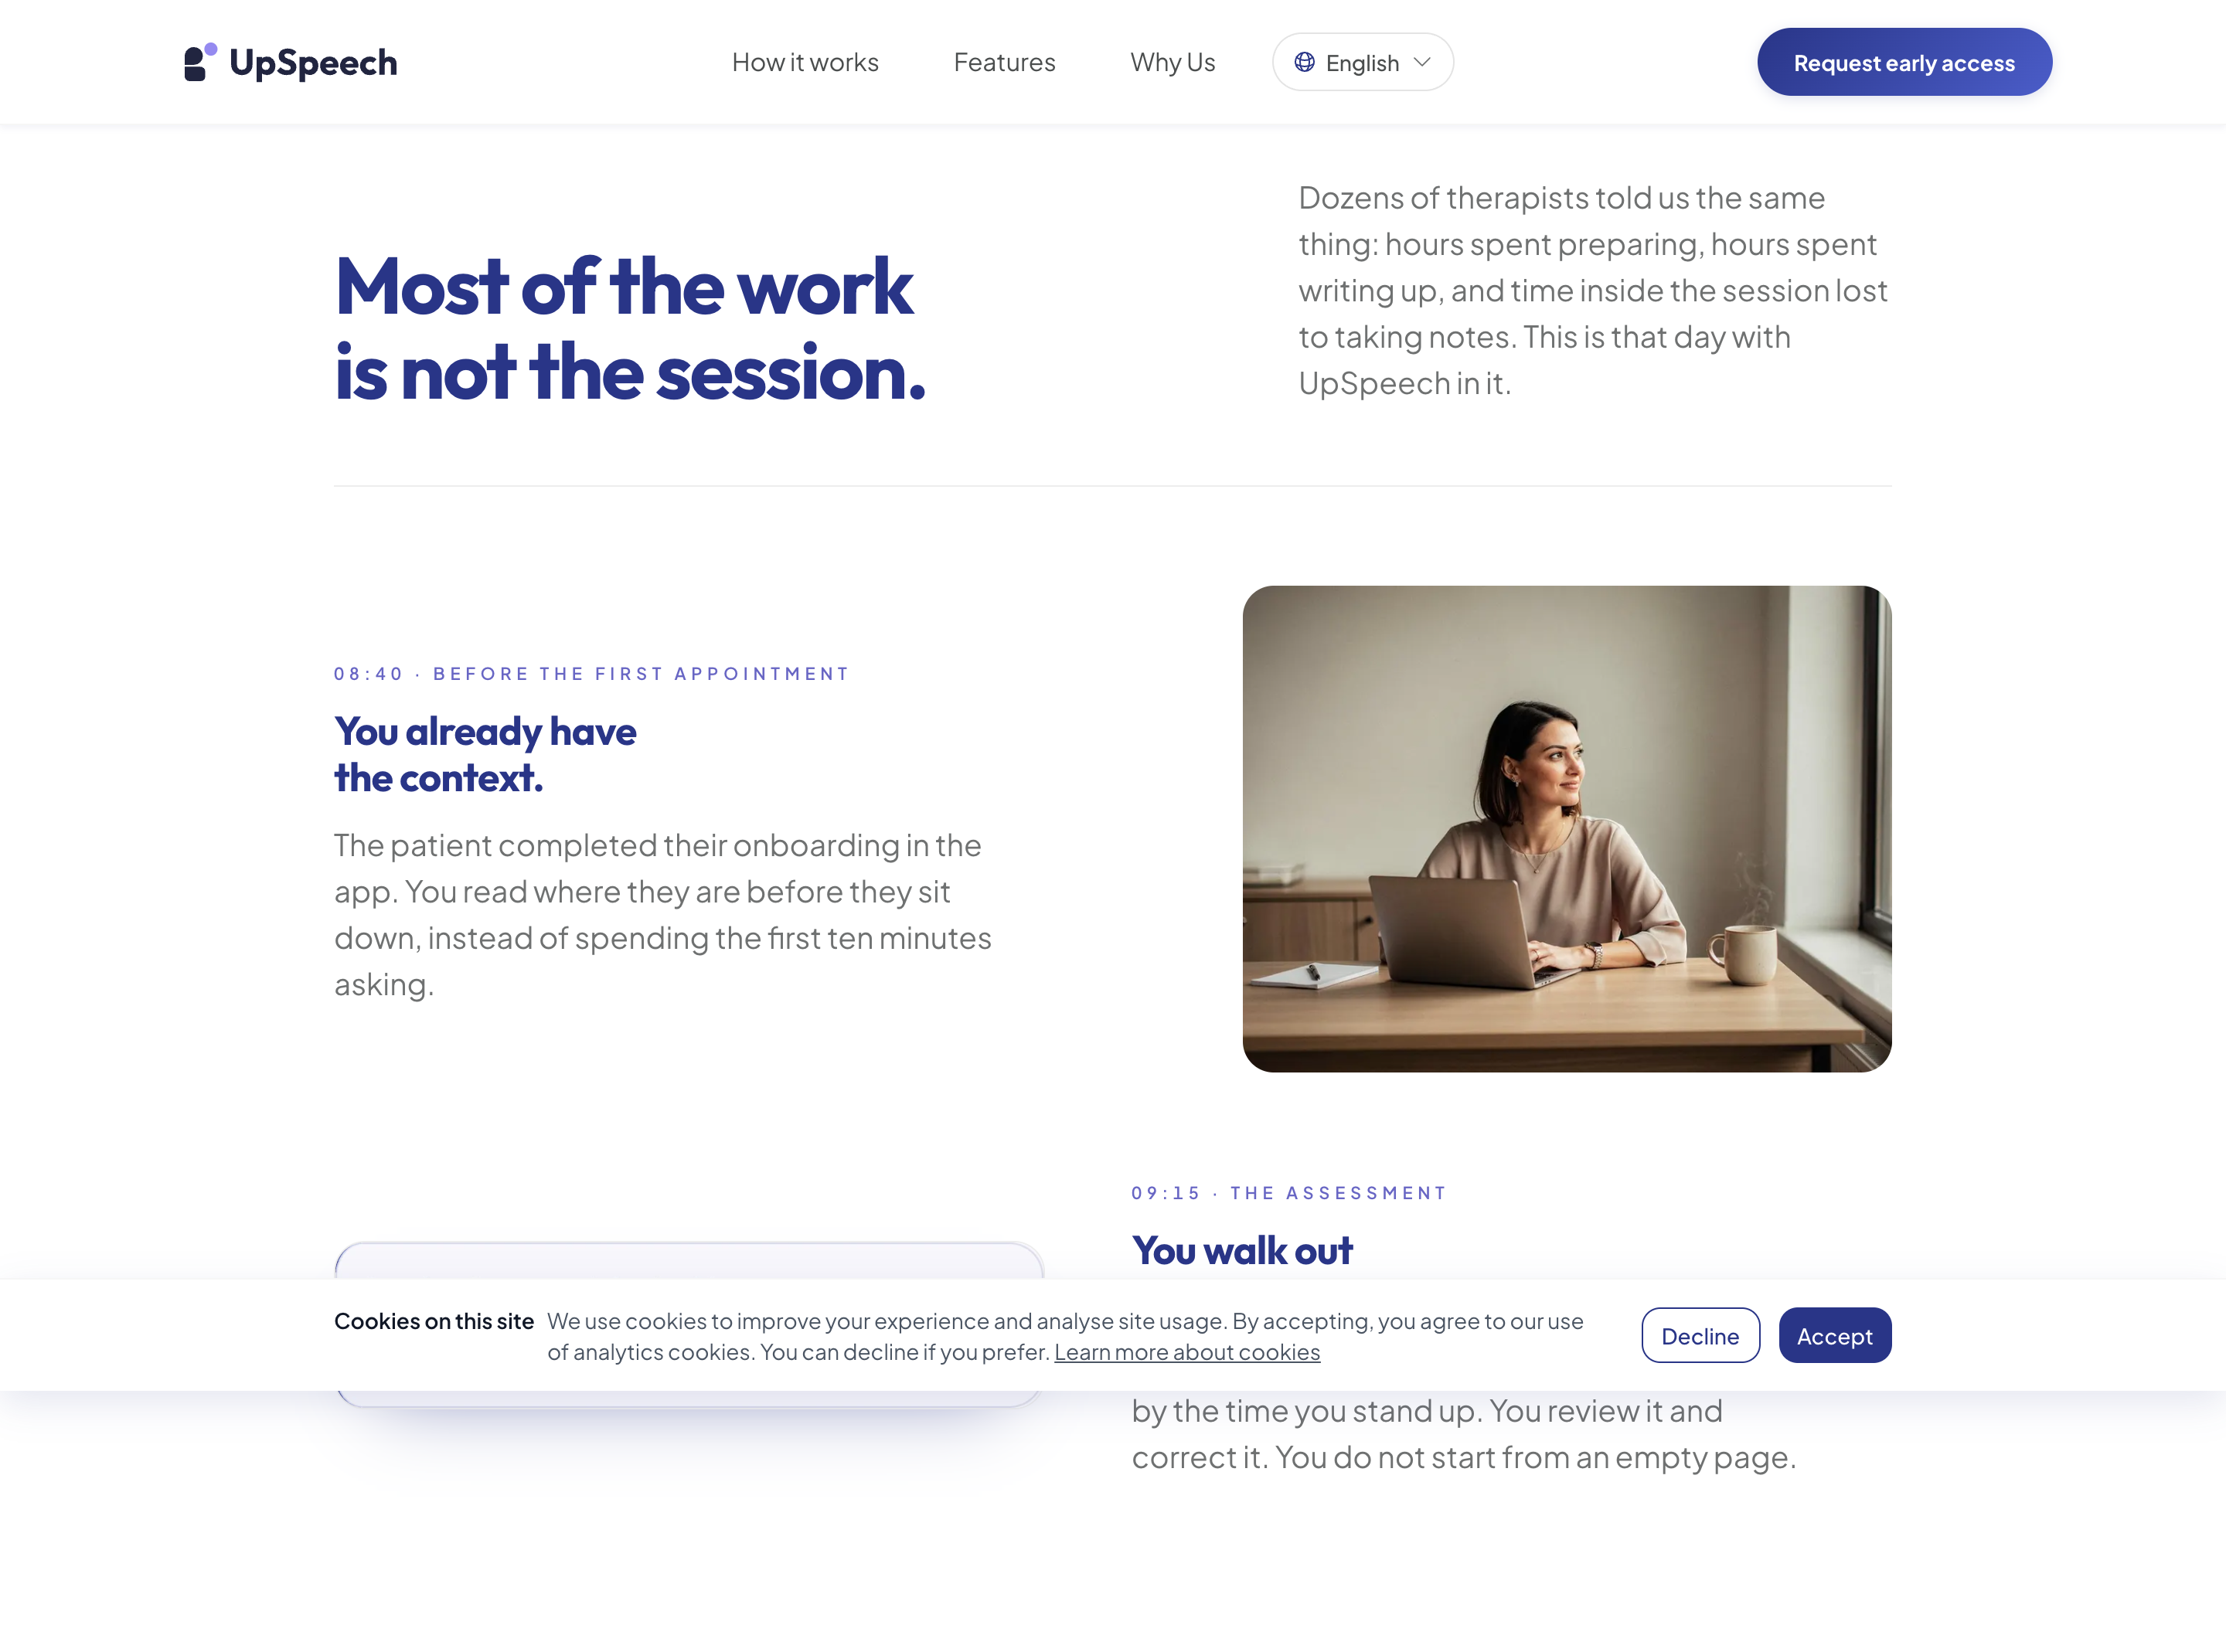 UpSpeech
How it works
Features
Why Us
English
Request early access
Most of the work
is not the session.
Dozens of therapists told us the same
thing: hours spent preparing, hours spent
writing up, and time inside the session lost
to taking notes. This is that day with
UpSpeech in it.
08:40 · BEFORE THE FIRST APPOINTMENT
You already have
the context.
The patient completed their onboarding in the
app. You read where they are before they sit
down, instead of spending the first ten minutes
asking.
09:15 · THE ASSESSMENT
You walk out
Cookies on this site
We use cookies to improve your experience and analyse site usage. By accepting, you agree to our use
of analytics cookies. You can decline if you prefer. Learn more about cookies
Decline
Accept
by the time you stand up. You review it and
correct it. You do not start from an empty page.